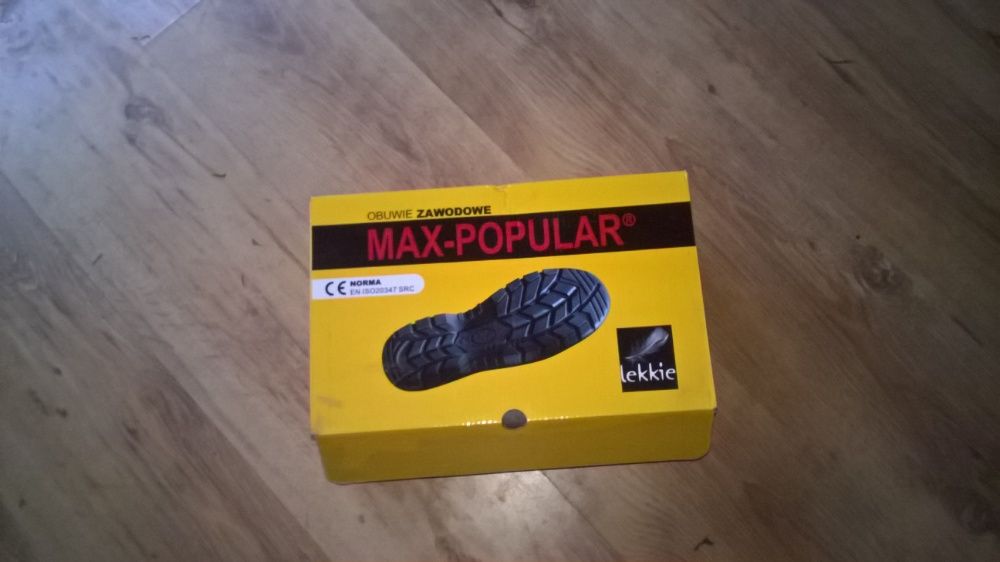 OBUWIE ZAWODOWE
MAX-POPULAR®
CE NORMA
EN ISO20347 SRC
lekkie